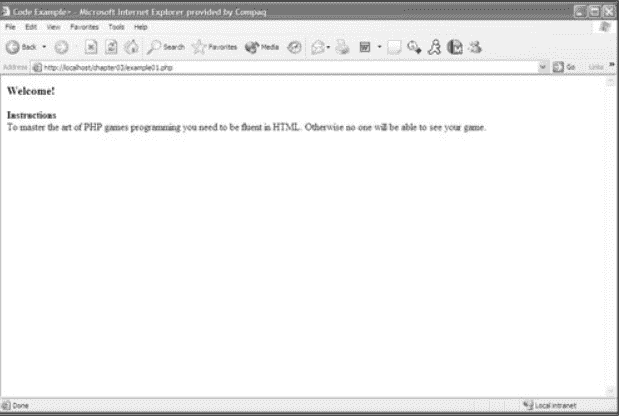 Code Example> - Microsoft Internet Explorer provided by Compaq
File Edit View Favorites Tools Help
Back Search Favorites Media
Address http://localhost/chapter03/example01.php Go Links »
Welcome!
Instructions
To master the art of PHP games programming you need to be fluent in HTML. Otherwise no one will be able to see your game.
Done Local intranet